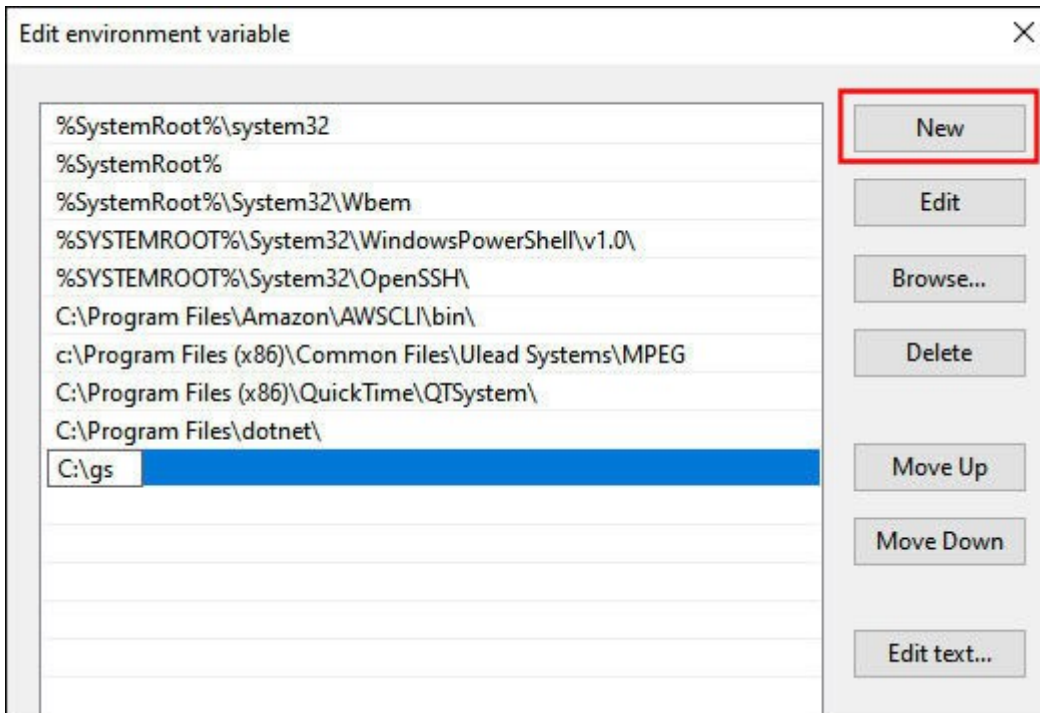 Edit environment variable
%SystemRoot%\system32
%SystemRoot%
%SystemRoot%\System32\Wbem
%SYSTEMROOT%\System32\WindowsPowerShell\v1.0\
%SYSTEMROOT%\System32\OpenSSH\
C:\Program Files\Amazon\AWSCLI\bin\
c:\Program Files (x86)\Common Files\Ulead Systems\MPEG
C:\Program Files (x86)\QuickTime\QTSystem\
C:\Program Files\dotnet\
C:\gs
New
Edit
Browse...
Delete
Move Up
Move Down
Edit text...